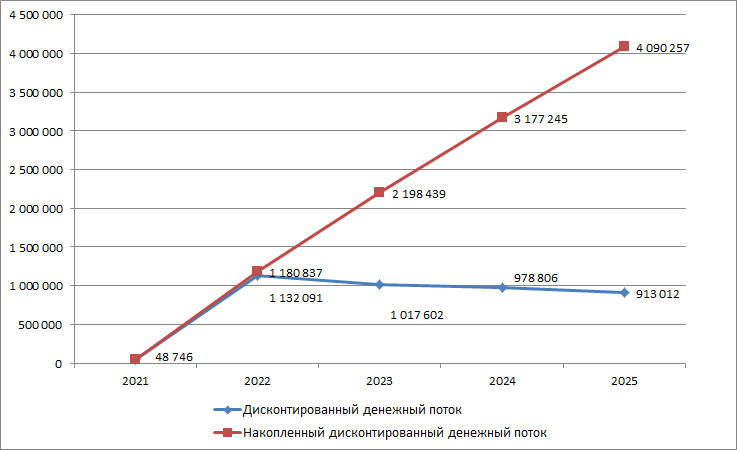 4 500 000
4 000 000
3 500 000
3 000 000
2 500 000
2 000 000
1 500 000
1 000 000
500 000
0
4 090 257
3 177 245
2 198 439
1 180 837
1 132 091
1 017 602
978 806
913 012
48 746
2021 2022 2023 2024 2025
Дисконтированный денежный поток
Накопленный дисконтированный денежный поток